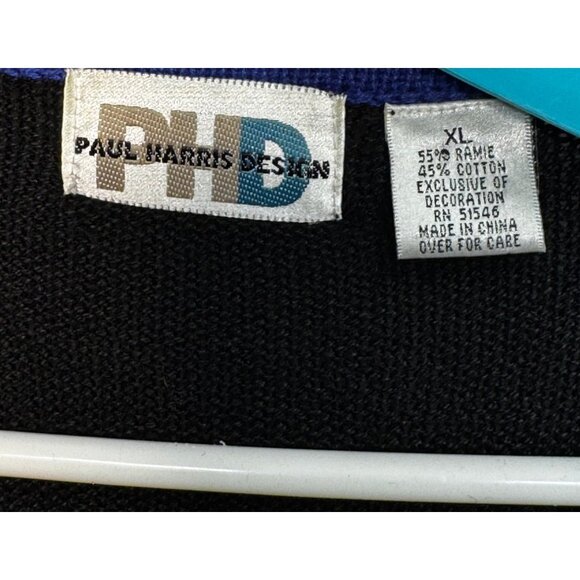 PHD
PAUL HARRIS DESIGN
XL
55% RAMIE
45% COTTON
EXCLUSIVE OF
DECORATION
RN 51546
MADE IN CHINA
OVER FOR CARE